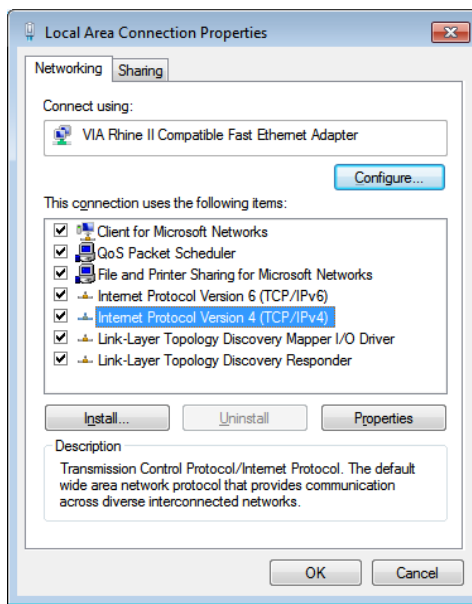 Local Area Connection Properties
Networking
Sharing
Connect using:
VIA Rhine II Compatible Fast Ethernet Adapter
Configure...
This connection uses the following items:
Client for Microsoft Networks
QoS Packet Scheduler
File and Printer Sharing for Microsoft Networks
Internet Protocol Version 6 (TCP/IPv6)
Internet Protocol Version 4 (TCP/IPv4)
Link-Layer Topology Discovery Mapper I/O Driver
Link-Layer Topology Discovery Responder
Install...
Uninstall
Properties
Description
Transmission Control Protocol/Internet Protocol. The default
wide area network protocol that provides communication
across diverse interconnected networks.
OK
Cancel